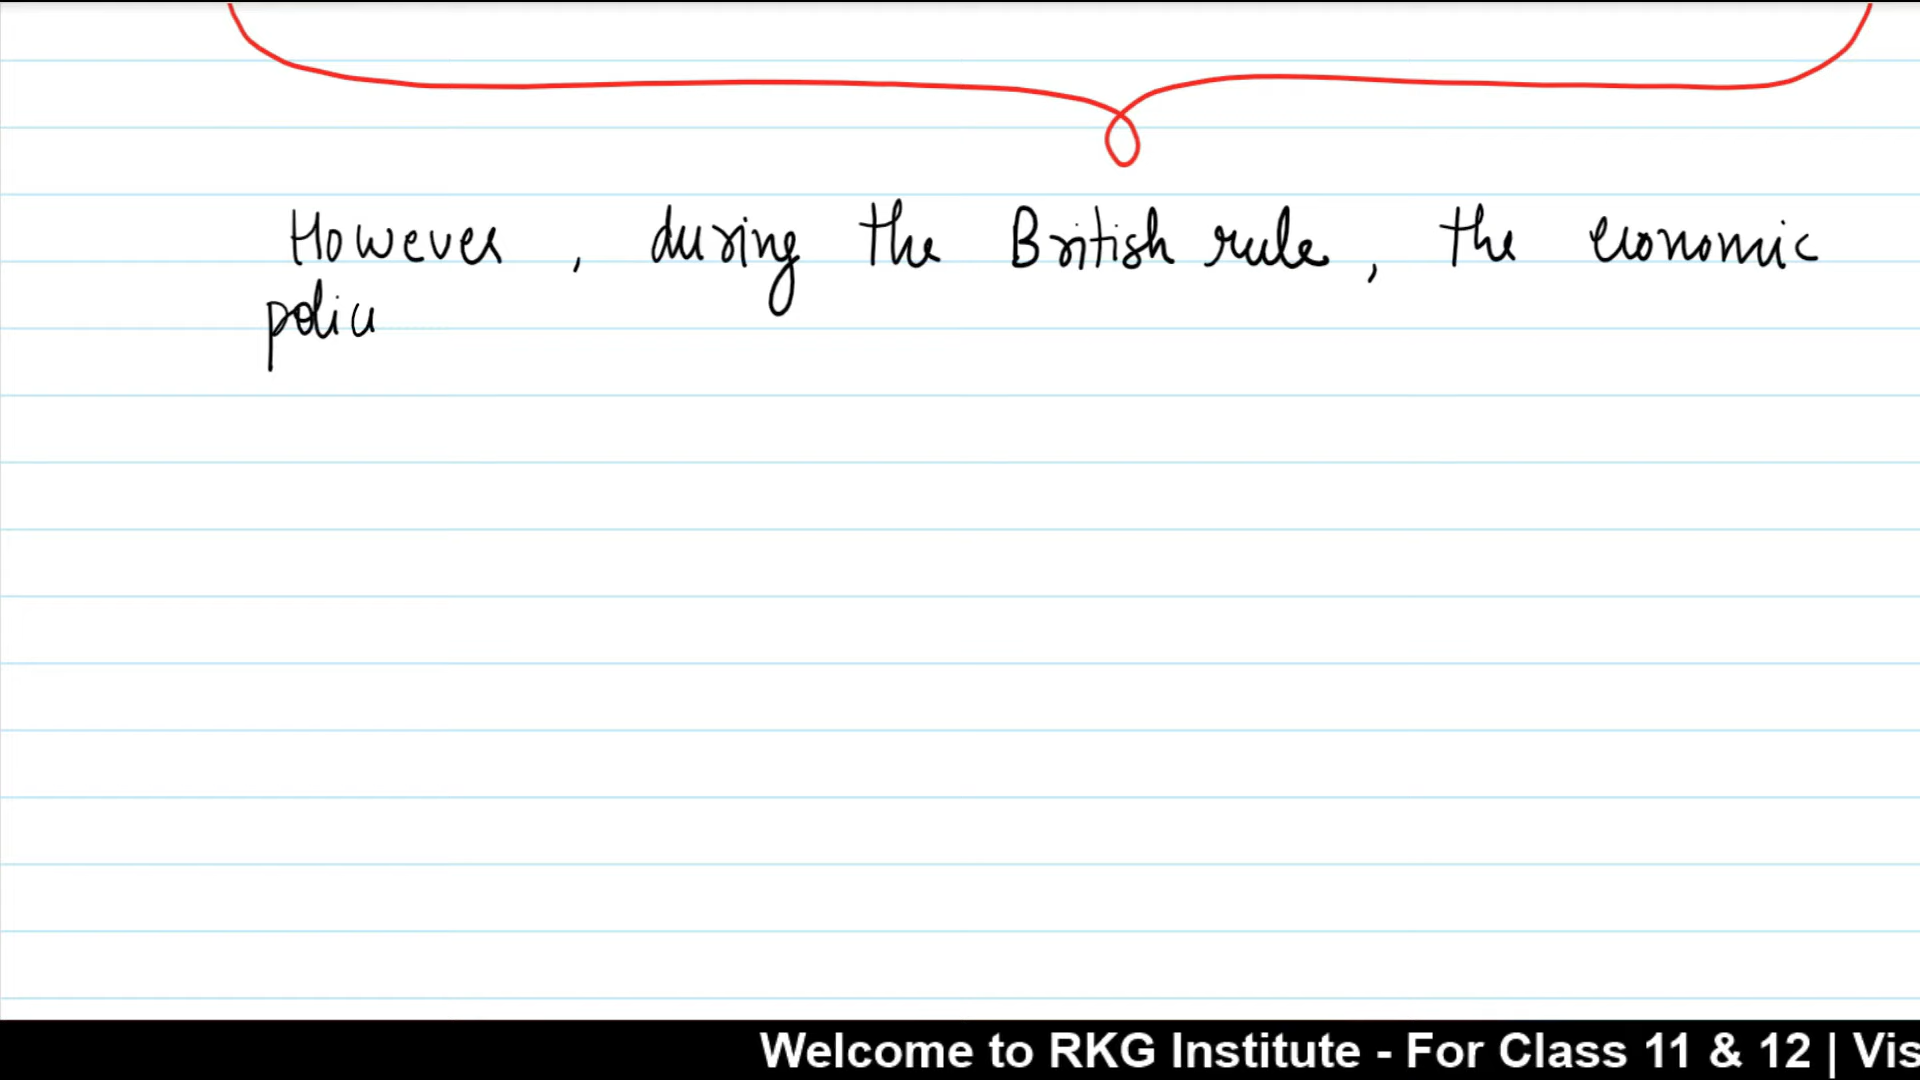 However, during the British rule, the economic
polic
Welcome to RKG Institute - For Class 11 & 12 | Vis